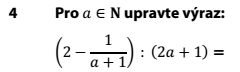 4 Pro a ∈ N upravte výraz:
(2 − 1/(a + 1)) : (2a + 1) =